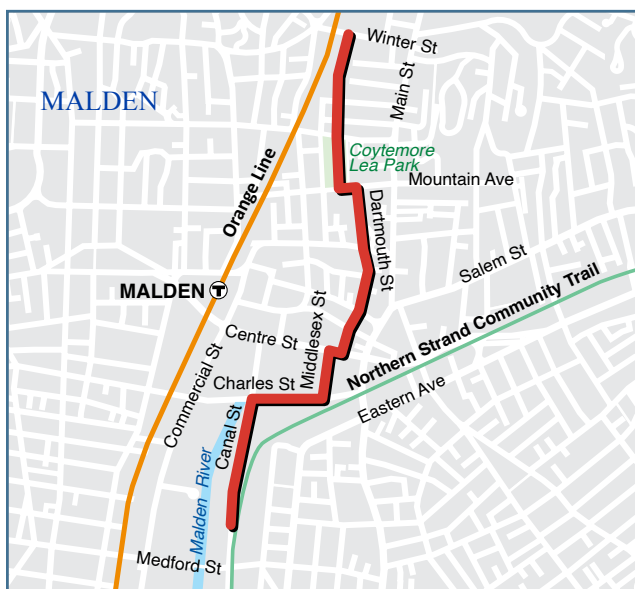 Winter St
Main St
MALDEN
Orange Line
Coytemore
Lea Park
Mountain Ave
Dartmouth St
Salem St
MALDEN T
Northern Strand Community Trail
Middlesex St
Centre St
Commercial St
Charles St
Eastern Ave
Canal St
Malden River
Medford St